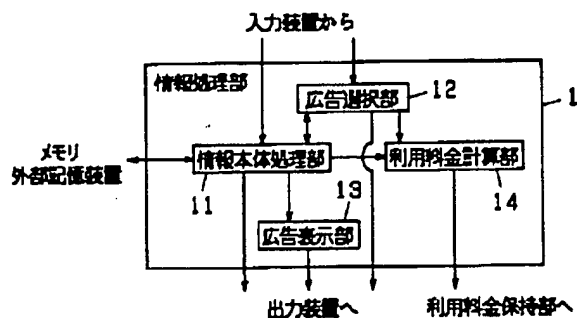 入力装置から
情報処理部
広告選択部
12
1
メモリ
外部記憶装置
情報本体処理部
利用料金計算部
11
13
14
広告表示部
出力装置へ
利用料金保持部へ